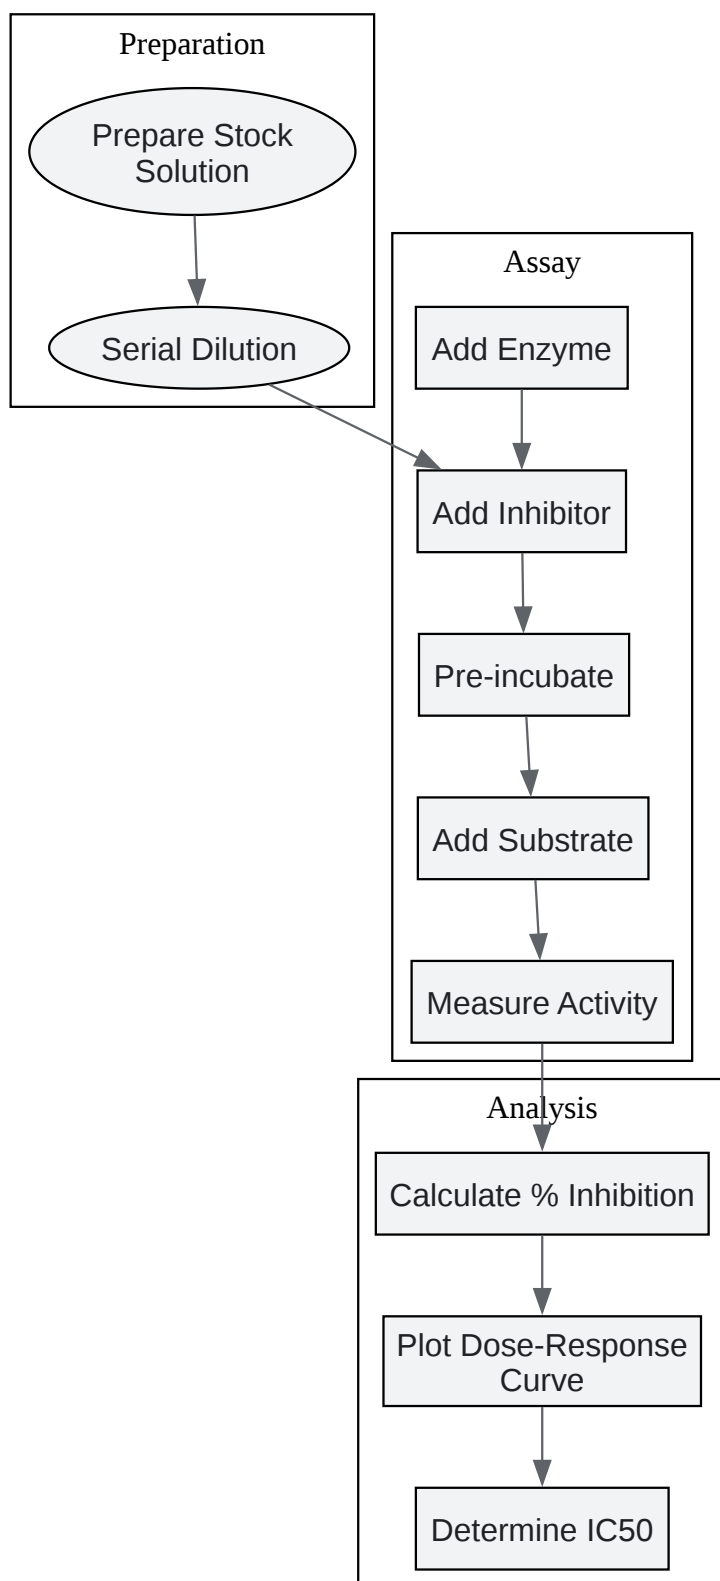 Preparation
Prepare Stock
Solution
Serial Dilution
Assay
Add Enzyme
Add Inhibitor
Pre-incubate
Add Substrate
Measure Activity
Analysis
Calculate % Inhibition
Plot Dose-Response
Curve
Determine IC50